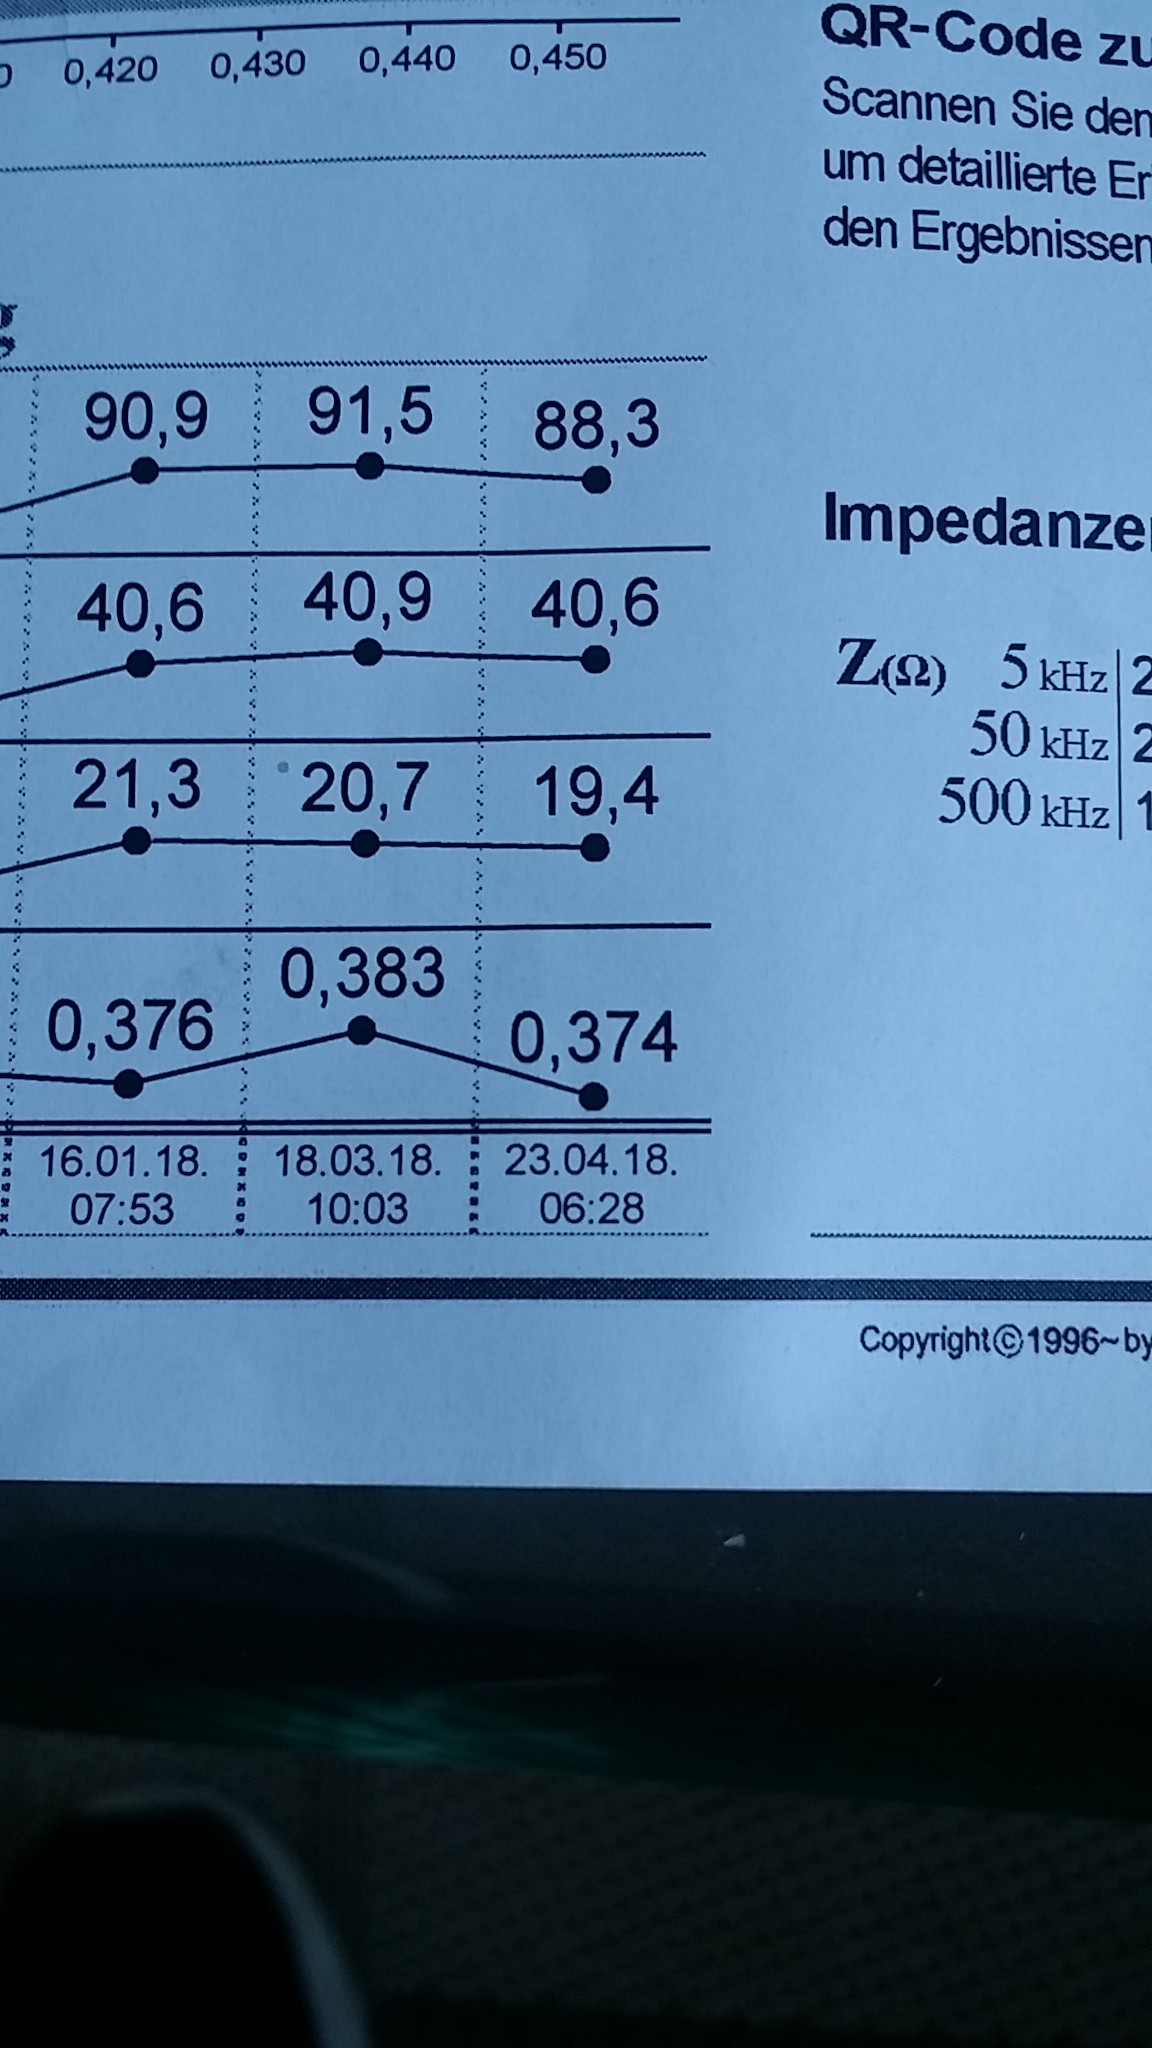 0,420 0,430 0,440 0,450
QR-Code zu
Scannen Sie den
um detaillierte
den Ergebnissen
90,9 91,5 88,3
40,6 40,9 40,6
21,3 20,7 19,4
0,376 0,383 0,374
16.01.18. 18.03.18. 23.04.18.
07:53 10:03 06:28
Impedanze
Z(Ω) 5 kHz 2
50 kHz 2
500 kHz 1
Copyright©1996~by